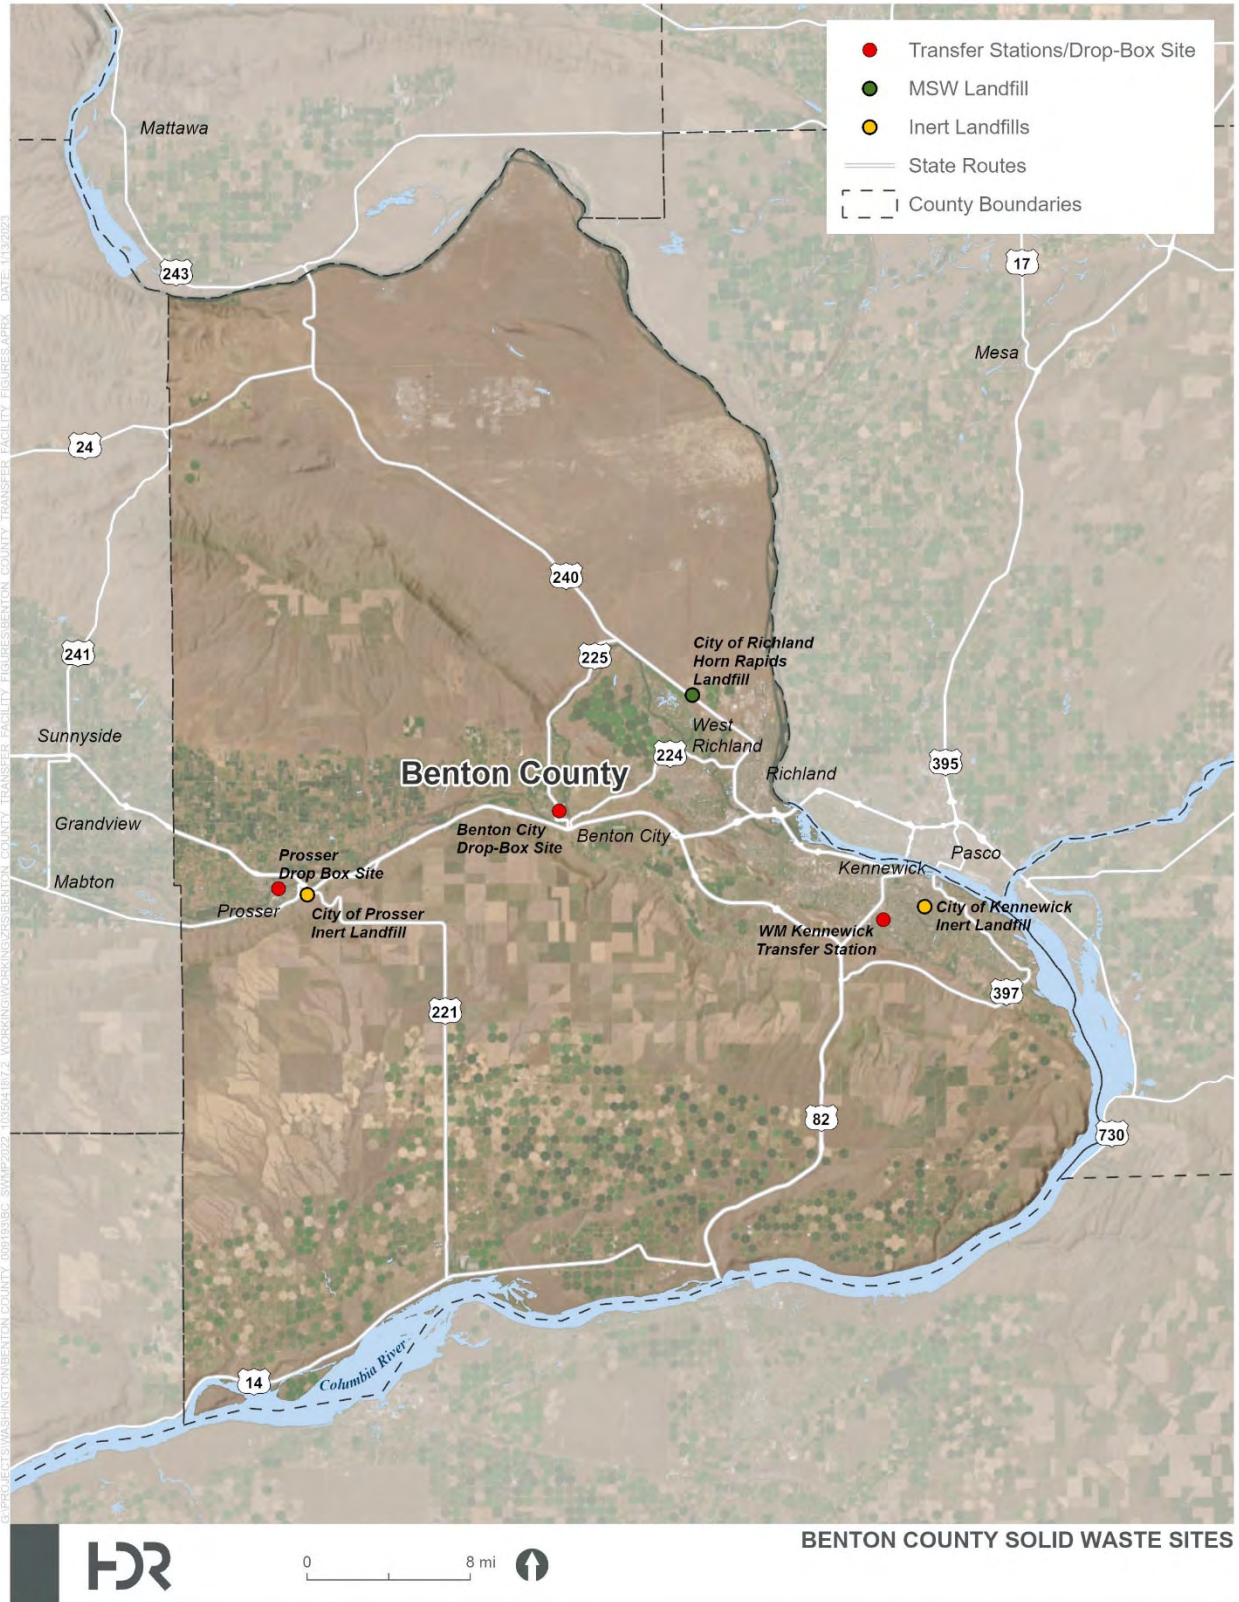 Transfer Stations/Drop-Box Site
MSW Landfill
Inert Landfills
State Routes
County Boundaries
Mattawa
243
17
Mesa
24
240
241
225
City of Richland
Horn Rapids
Landfill
West
Richland
224
Sunnyside
395
Benton County
Richland
Grandview
Benton City
Drop-Box Site
Benton City
Pasco
Prosser
Drop Box Site
Kennewick
Mabton
Prosser
City of Prosser
Inert Landfill
City of Kennewick
Inert Landfill
WM Kennewick
Transfer Station
397
221
82
730
Columbia River
14
BENTON COUNTY SOLID WASTE SITES
HDR
0
8 mi